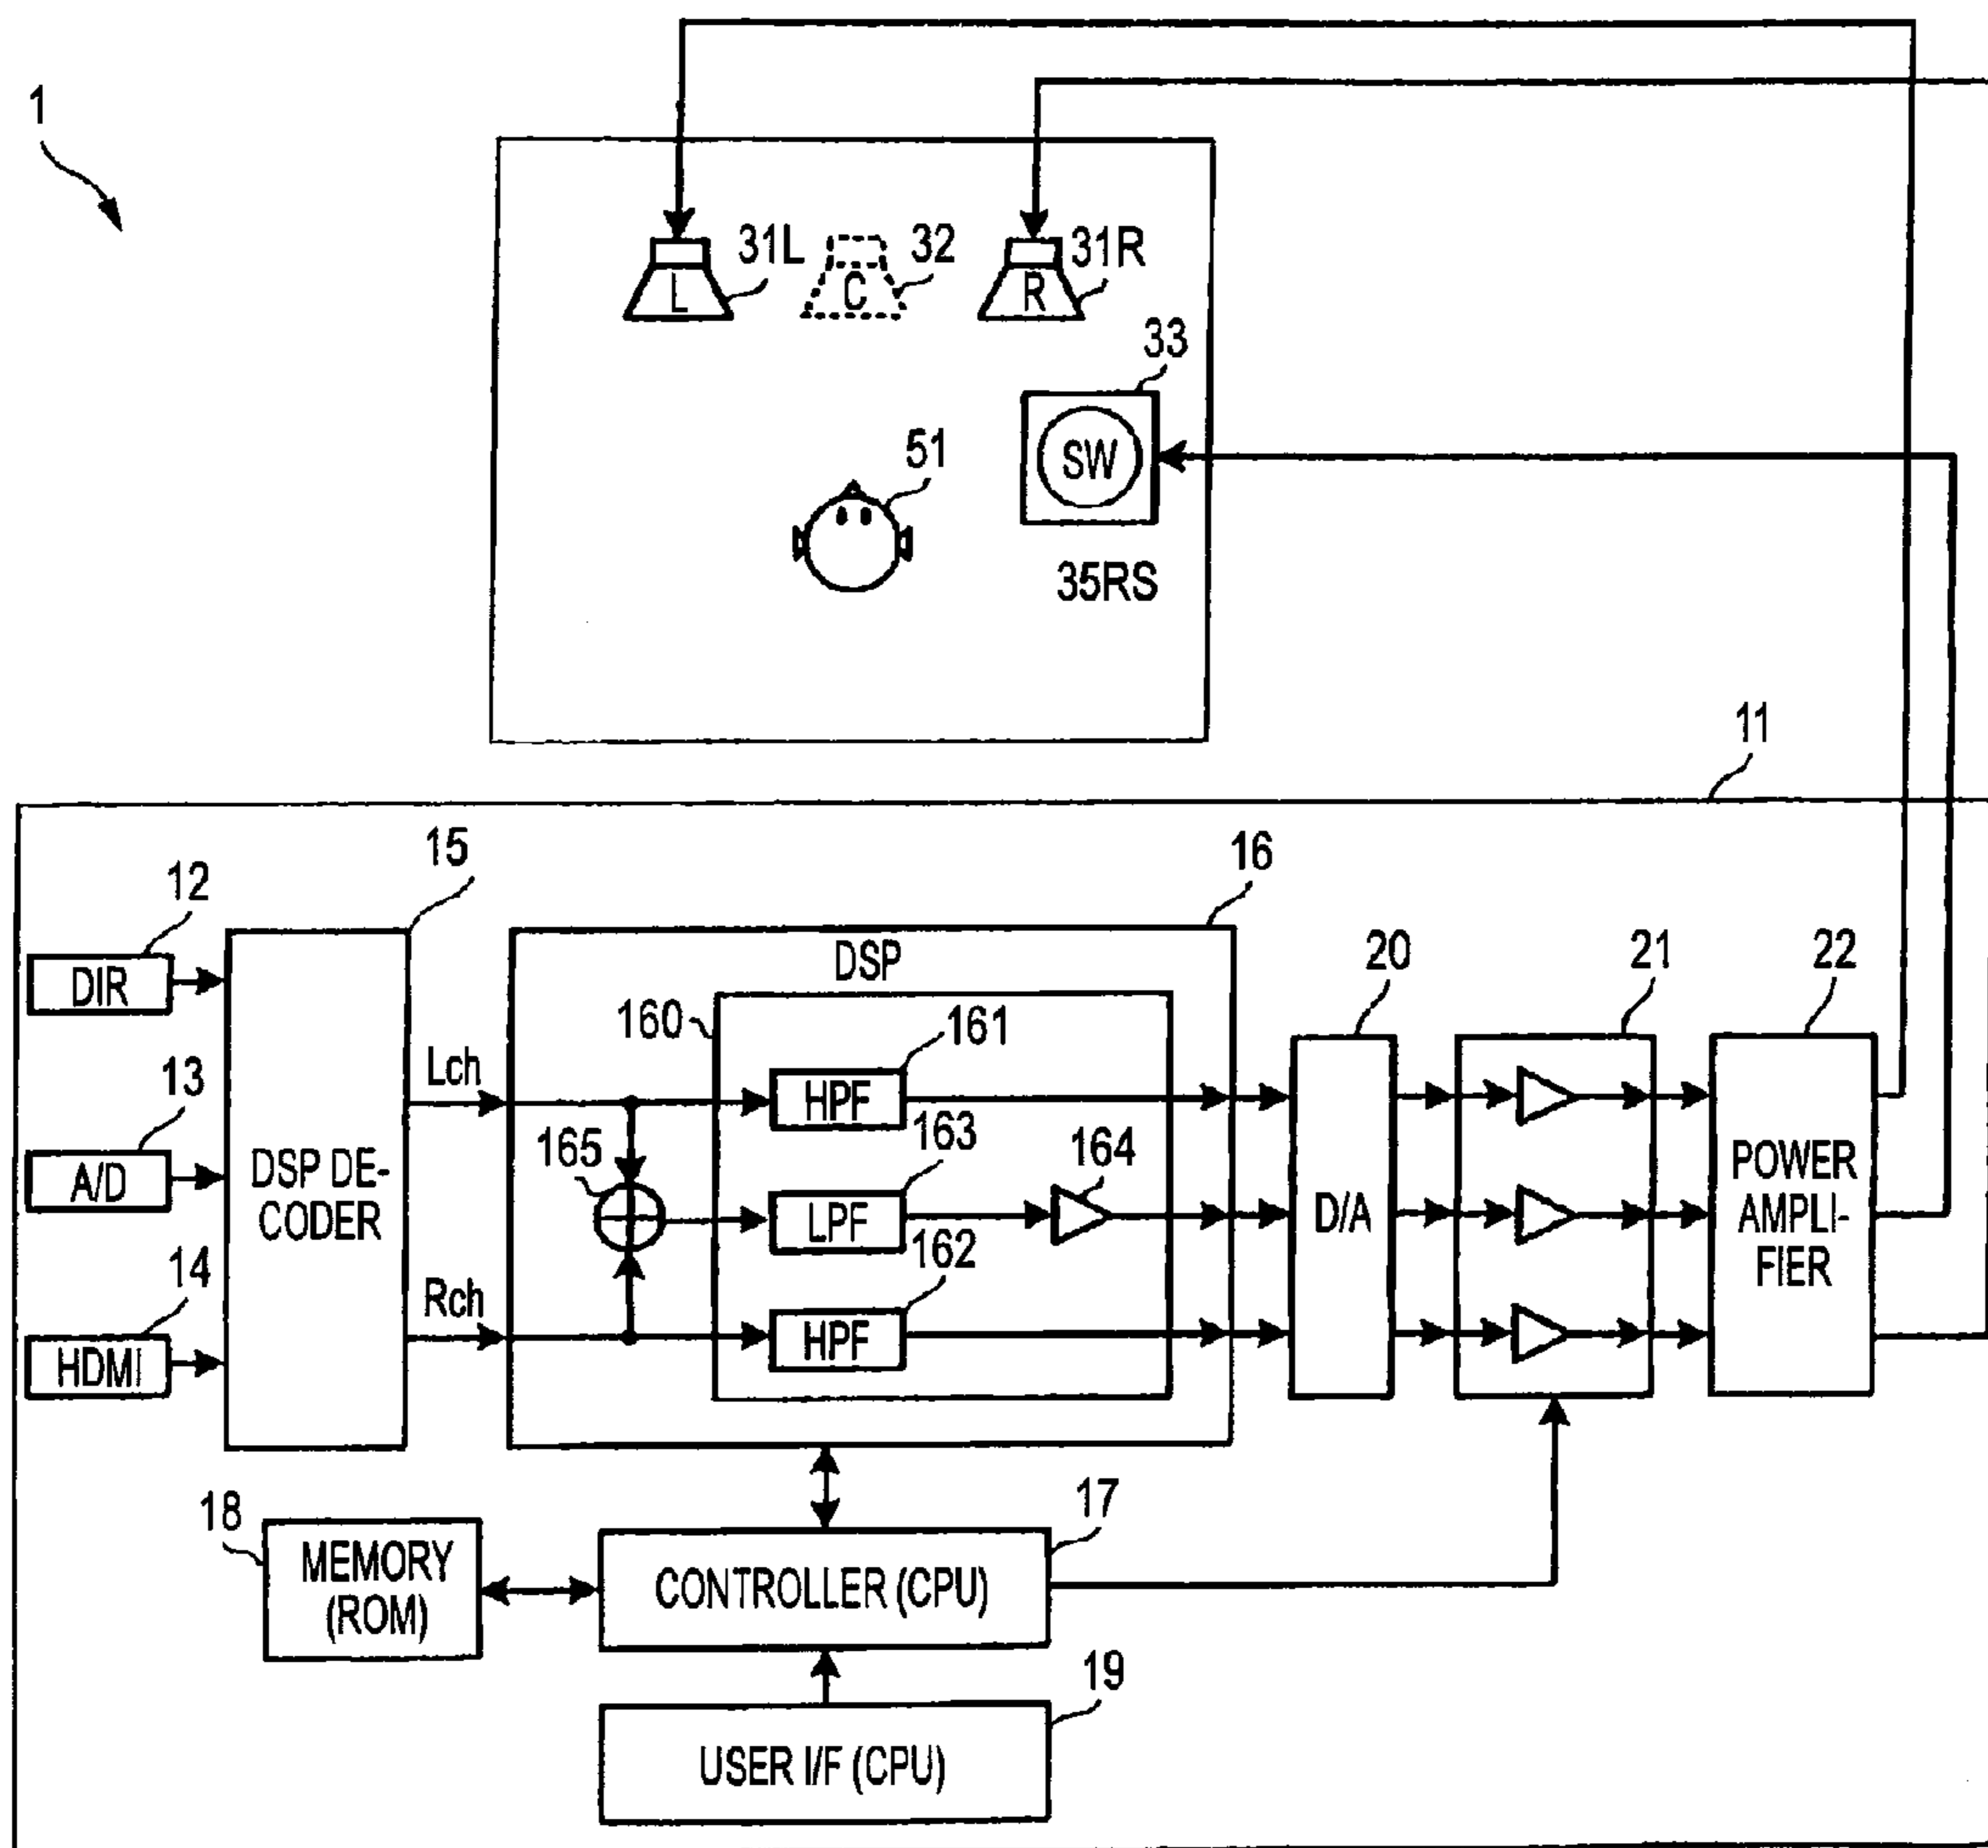 1
31L
32
31R
L
C
R
33
SW
51
35RS
11
15
16
12
DSP
20
21
22
DIR
160
161
13
Lch
HPF
163
164
165
A/D
DSP DE-
CODER
LPF
D/A
POWER
AMPLI-
FIER
14
Rch
162
HDMI
HPF
18
17
MEMORY
(ROM)
CONTROLLER (CPU)
19
USER I/F (CPU)